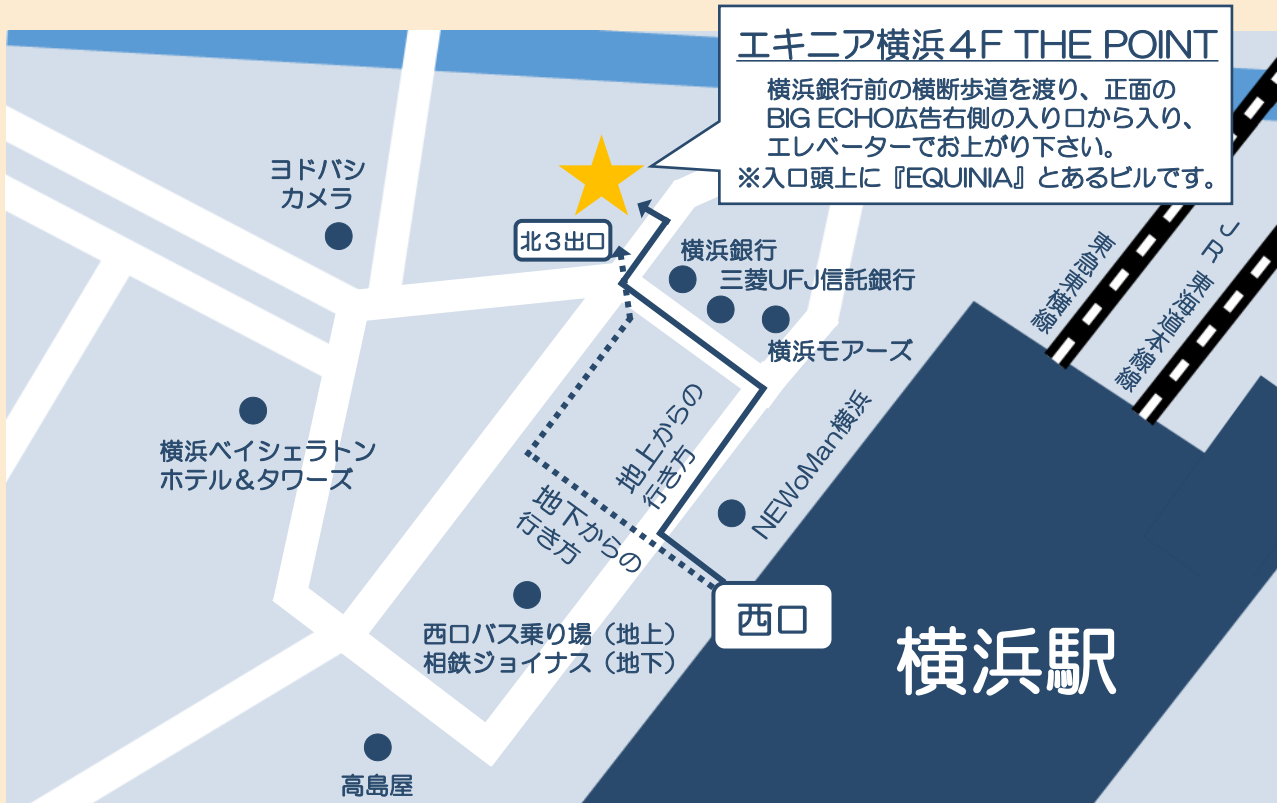 エキニア横浜4F THE POINT
横浜銀行前の横断歩道を渡り、正面の
BIG ECHO広告右側の入り口から入り、
エレベーターでお上がり下さい。
※入口頭上に『EQUINIA』とあるビルです。
ヨドバシ
カメラ
北3出口
横浜銀行
三菱UFJ信託銀行
横浜モアーズ
東急東横線
JR 東海道本線線
横浜ベイシェラトン
ホテル&タワーズ
地上からの
行き方
NEWoMan横浜
地下からの
行き方
西口
西口バス乗り場(地上)
相鉄ジョイナス(地下)
横浜駅
高島屋